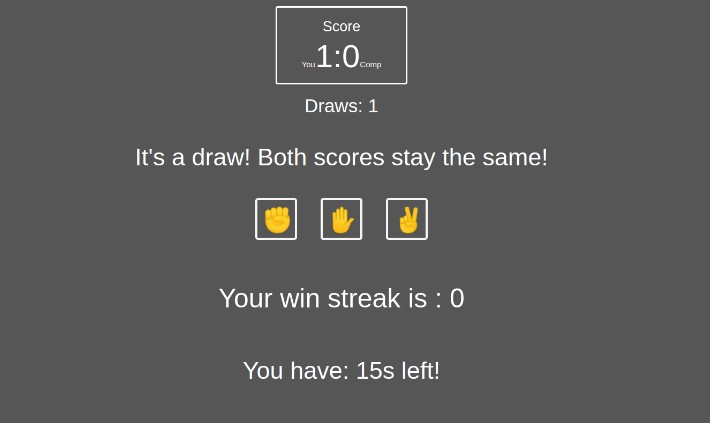 Score
You 1:0 Comp
Draws: 1
It's a draw! Both scores stay the same!
Your win streak is : 0
You have: 15s left!